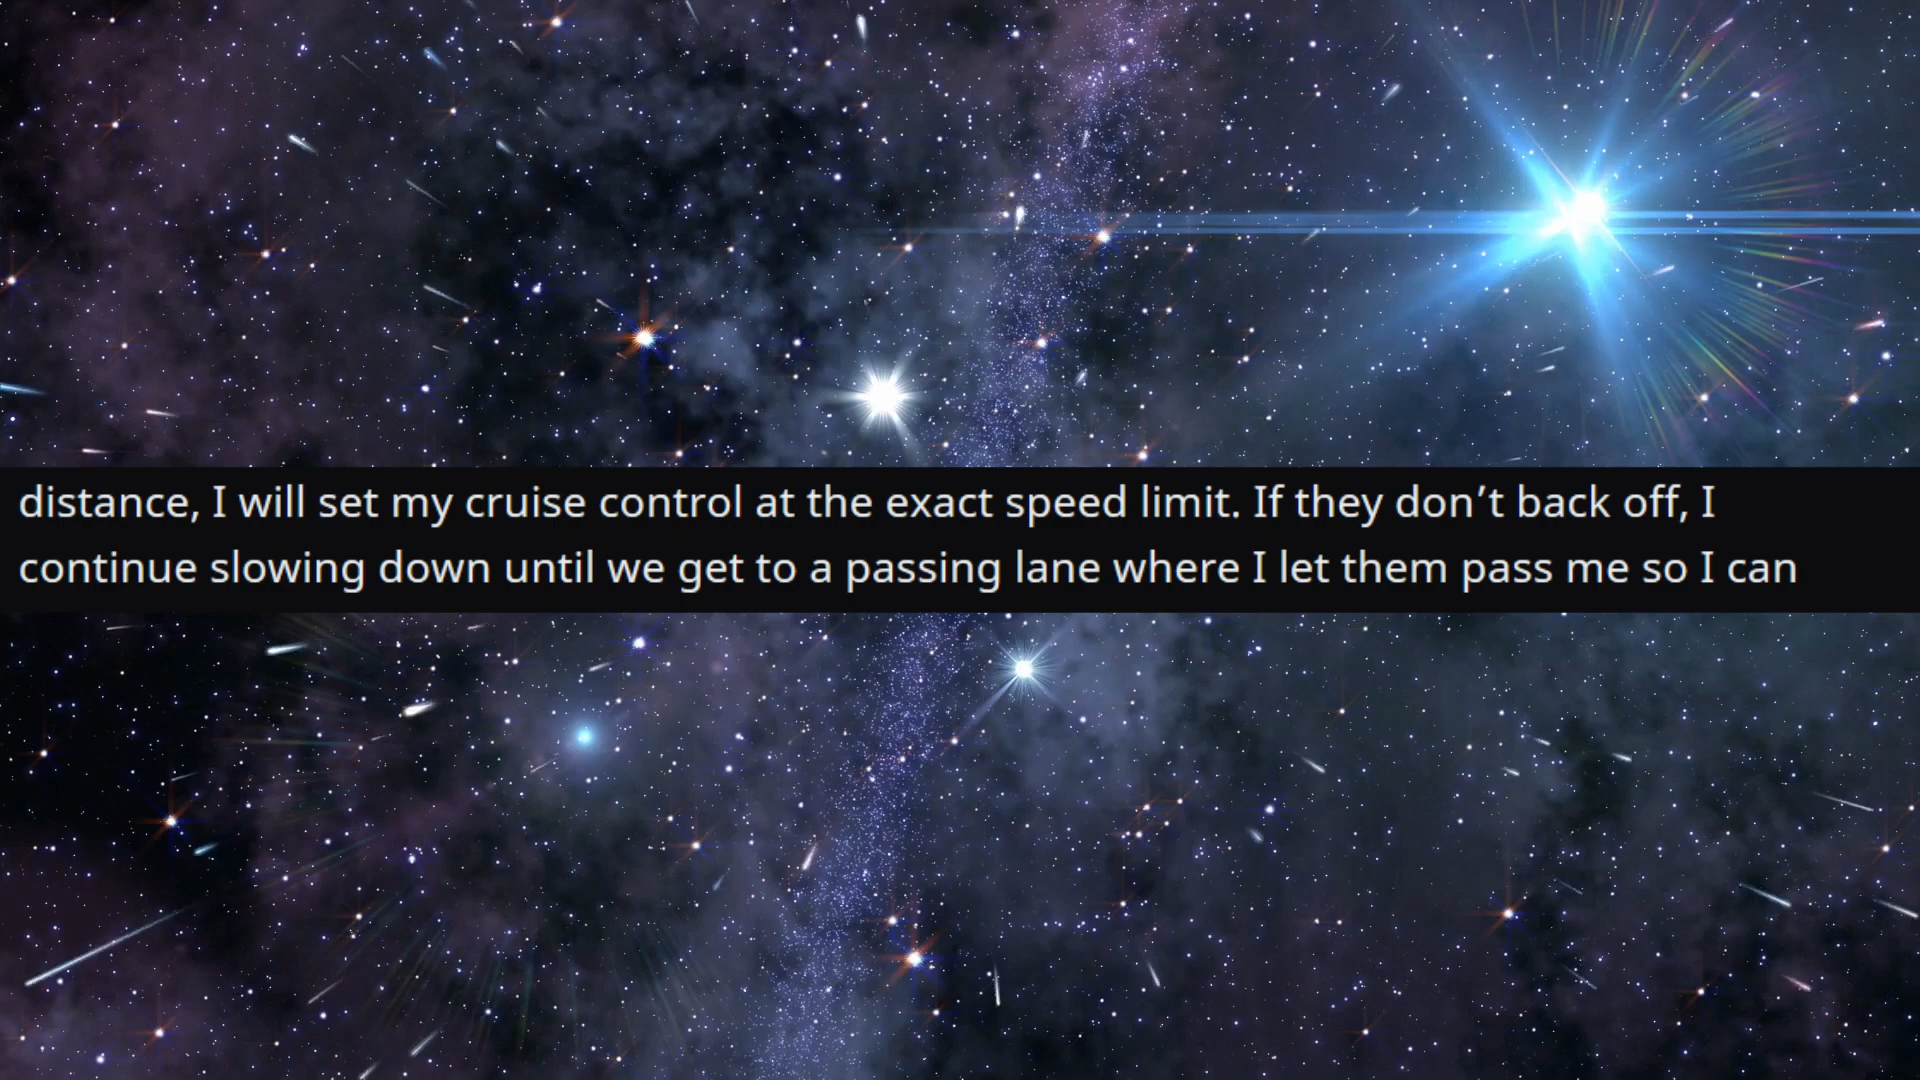 distance, I will set my cruise control at the exact speed limit. If they don’t back off, I
continue slowing down until we get to a passing lane where I let them pass me so I can